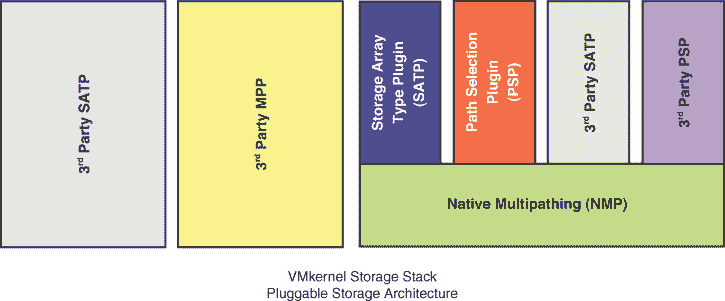 3rd Party SATP
3rd Party MPP
Storage Array
Type Plugin
(SATP)
Path Selection
Plugin
(PSP)
3rd Party SATP
3rd Party PSP
Native Multipathing (NMP)
VMkernel Storage Stack
Pluggable Storage Architecture